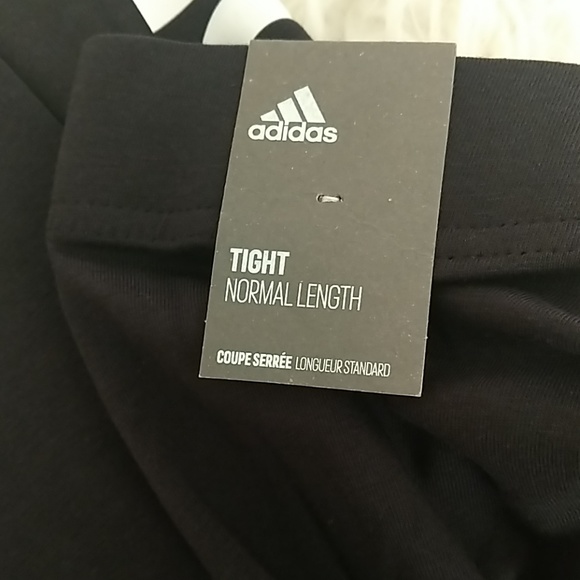 adidas
TIGHT
NORMAL LENGTH
COUPE SERRÉE LONGUEUR STANDARD